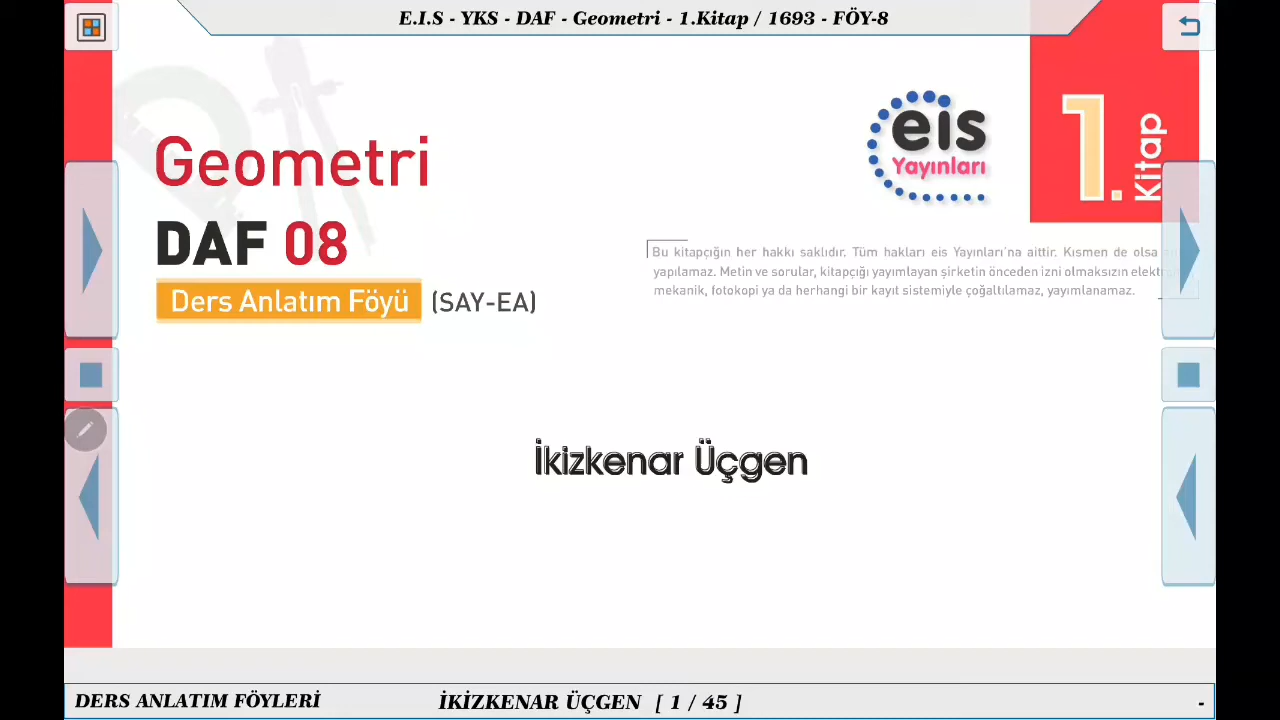 E.I.S - YKS - DAF - Geometri - 1.Kitap / 1693 - FÖY-8
eis
Yayınları
1.
Kitap
Geometri
DAF 08
Ders Anlatım Föyü (SAY-EA)
Bu kitapçığın her hakkı saklıdır. Tüm hakları eis Yayınları'na aittir. Kısmen de olsa
yapılamaz. Metin ve sorular, kitapçığı yayımlayan şirketin önceden izni olmaksızın
mekanik, fotokopi ya da herhangi bir kayıt sistemiyle çoğaltılamaz, yayımlanamaz.
İkizkenar Üçgen
DERS ANLATIM FÖYLERİ İKİZKENAR ÜÇGEN [ 1 / 45 ] -